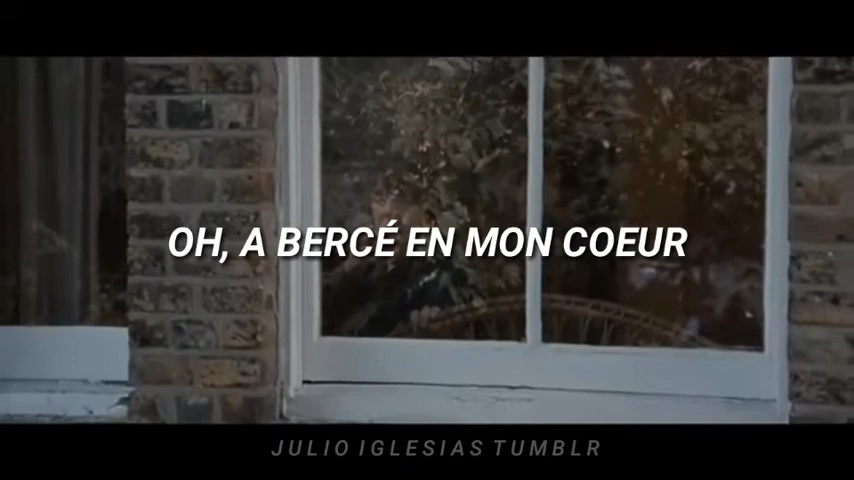 OH, A BERCÉ EN MON COEUR
JULIO IGLESIAS TUMBLR